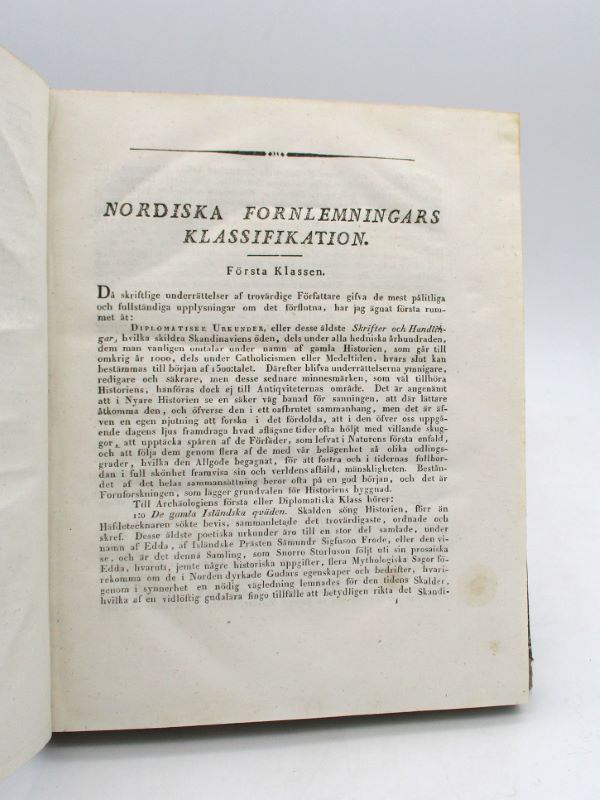 NORDISKA FORNLEMNINGARS
KLASSIFIKATION.
Första Klassen.
Då skriftlige underrättelser af trovärdige Författare gifva de mest pålitliga
och fullständiga upplysningar om det förflutna, har jag ägnat första rum-
met åt:
DIPLOMATISKE URKUNDER, eller desse äldste Skrifter och Handlin-
gar, hvilka skildra Skandinaviens öden, dels under alla hedniska århundraden,
dem man vanligen omtalar under namn af gamla Historien, som går till
omkring år 1000, dels under Catholicismen eller Medeltiden, hvars slut kan
bestämmas till början af 1500:talet. Därefter blifva underrättelserna ymnigare,
redigare och säkrare, men desse sednare minnesmärken, som väl tillhöra
Historiens, hänföras dock ej till Antiqviteternas område. Det är angenämt
att i Nyare Historien se en säker väg banad för sanningen, att där lättare
åtkomma den, och öfverse den i ett oafbrutet sammanhang, men det är äf-
ven en egen njutning att forska i det fördolda, att i den öfver oss uppgå-
ende dagens ljus framdraga hvad aflägsne tider ofta höljt med villande skug-
gor, att upptäcka spåren af de Förfäder, som lefvat i Naturens första enfald,
och att följa dem genom flera af de med vår belägenhet så olika odlings-
grader, hvilka den Allgode begagnat, för att fostra och i tidernas fullbor-
dan i full skönhet framvisa sin och verldens afbild, mänskligheten. Bestån-
det af det helas sammansättning beror ofta på en god början, och det är
Fornforskningen, som lägger grundvalen för Historiens byggnad.
Till Archäologiens första eller Diplomatiska Klass hörer:
1:o De gamla Isländska qväden. Skalden söng Historien, förr än
Häfdetecknaren sökte bevis, sammanletade det trovärdigaste, ordnade och
skref. Desse äldste poetiska urkunder äro till en stor del samlade, under
namn af Edda, af Isländske Prästen Sämundr Sigfuson Frode, eller den vi-
se, och är det denna Samling, som Snorro Sturluson följt uti sin prosaiska
Edda, hvaruti, jemte några historiska uppgifter, flera Mythologiska Sagor fö-
rekomma om de i Norden dyrkade Gudars egenskaper och bedrifter, hvari-
genom i synnerhet en nödig vägledning lemnades för den tidens Skalder,
hvilka af en vidlöftig gudalära fingo tillfälle att betydligen rikta det Skandi-
1